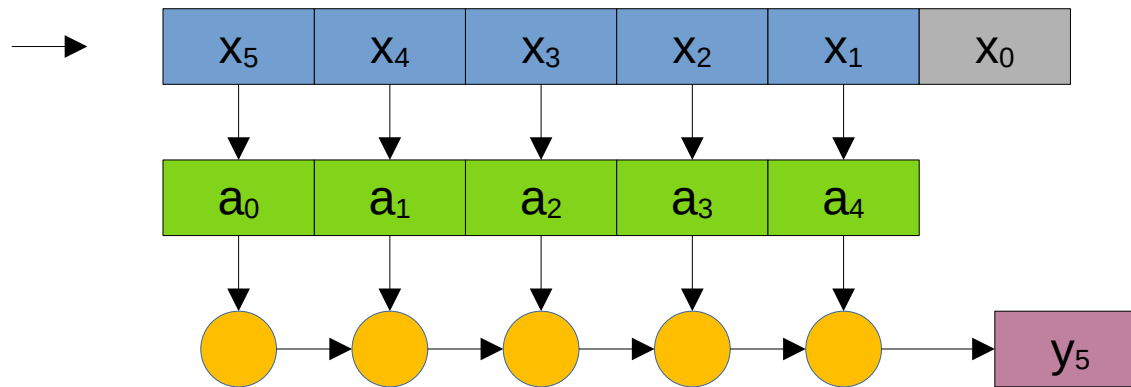 x₅ x₄ x₃ x₂ x₁ x₀
a₀ a₁ a₂ a₃ a₄
y₅